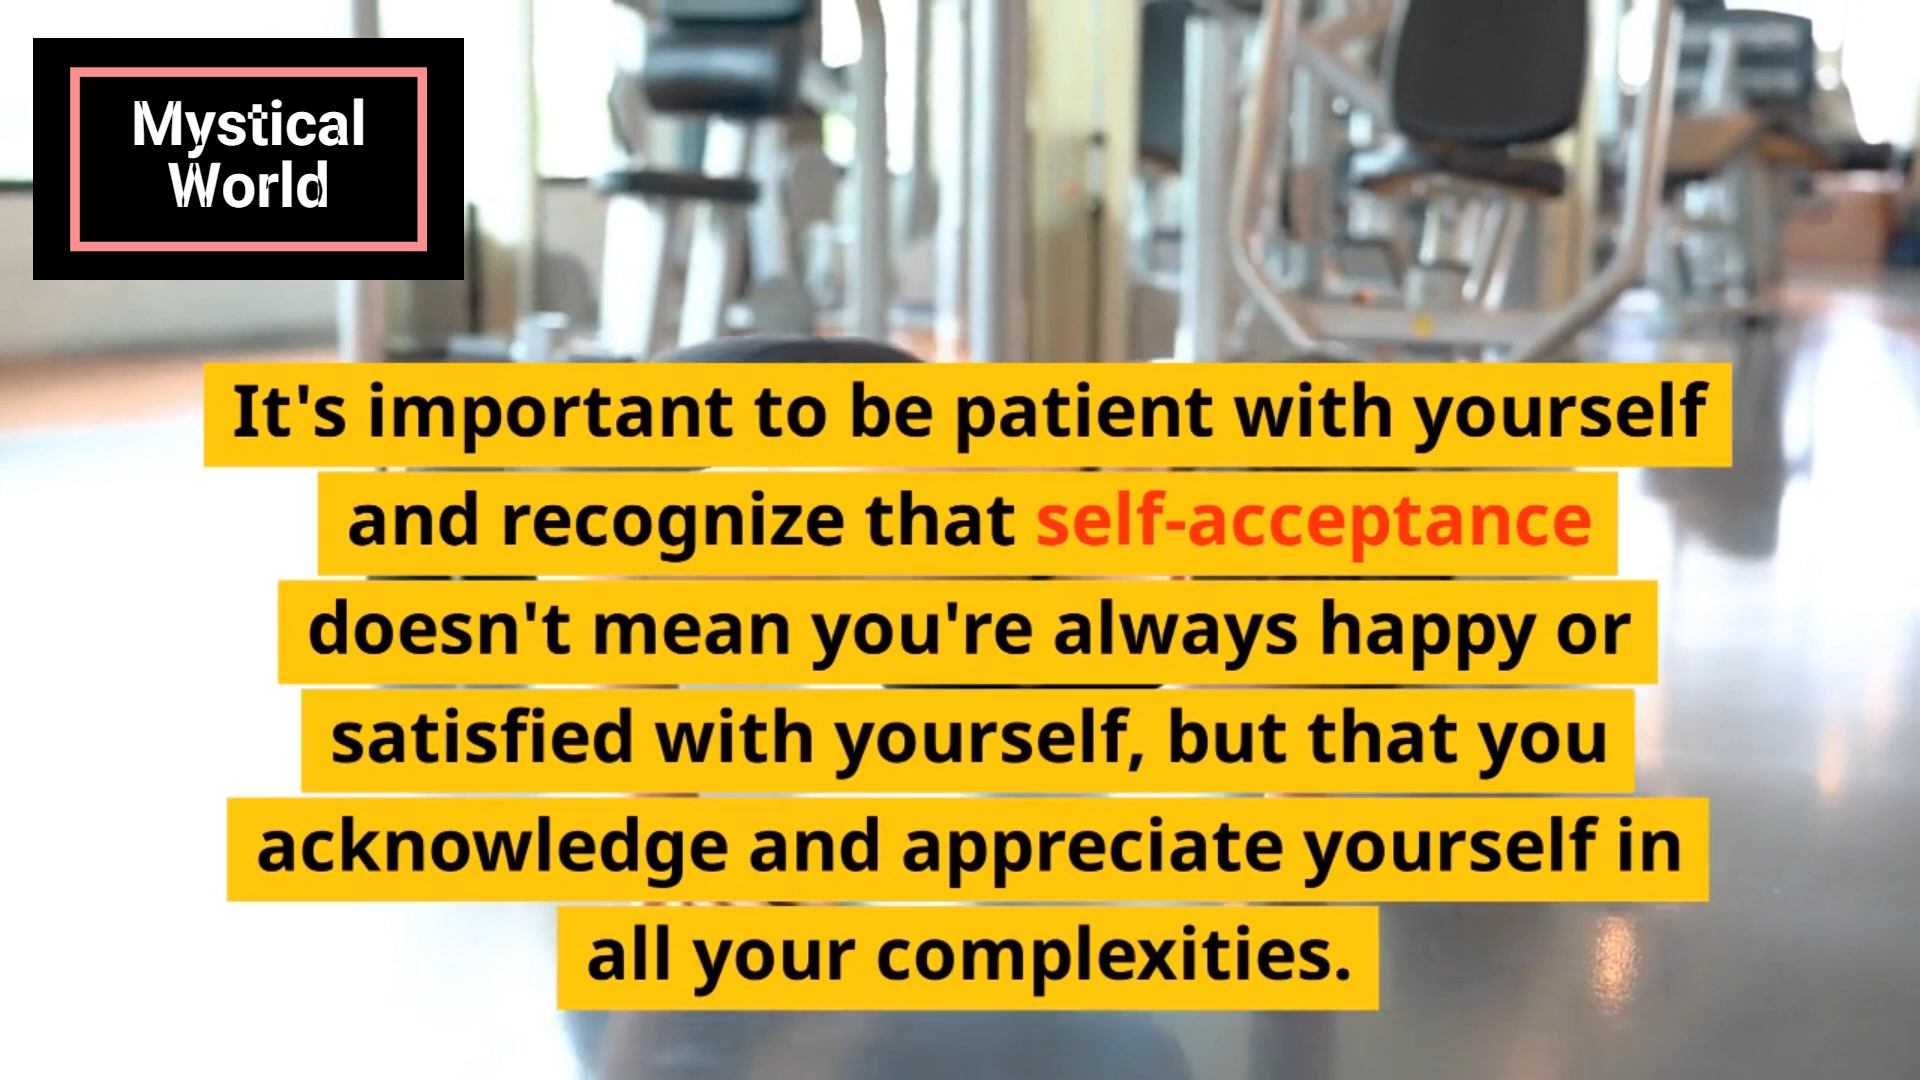 Mystical
World
It's important to be patient with yourself
and recognize that self-acceptance
doesn't mean you're always happy or
satisfied with yourself, but that you
acknowledge and appreciate yourself in
all your complexities.